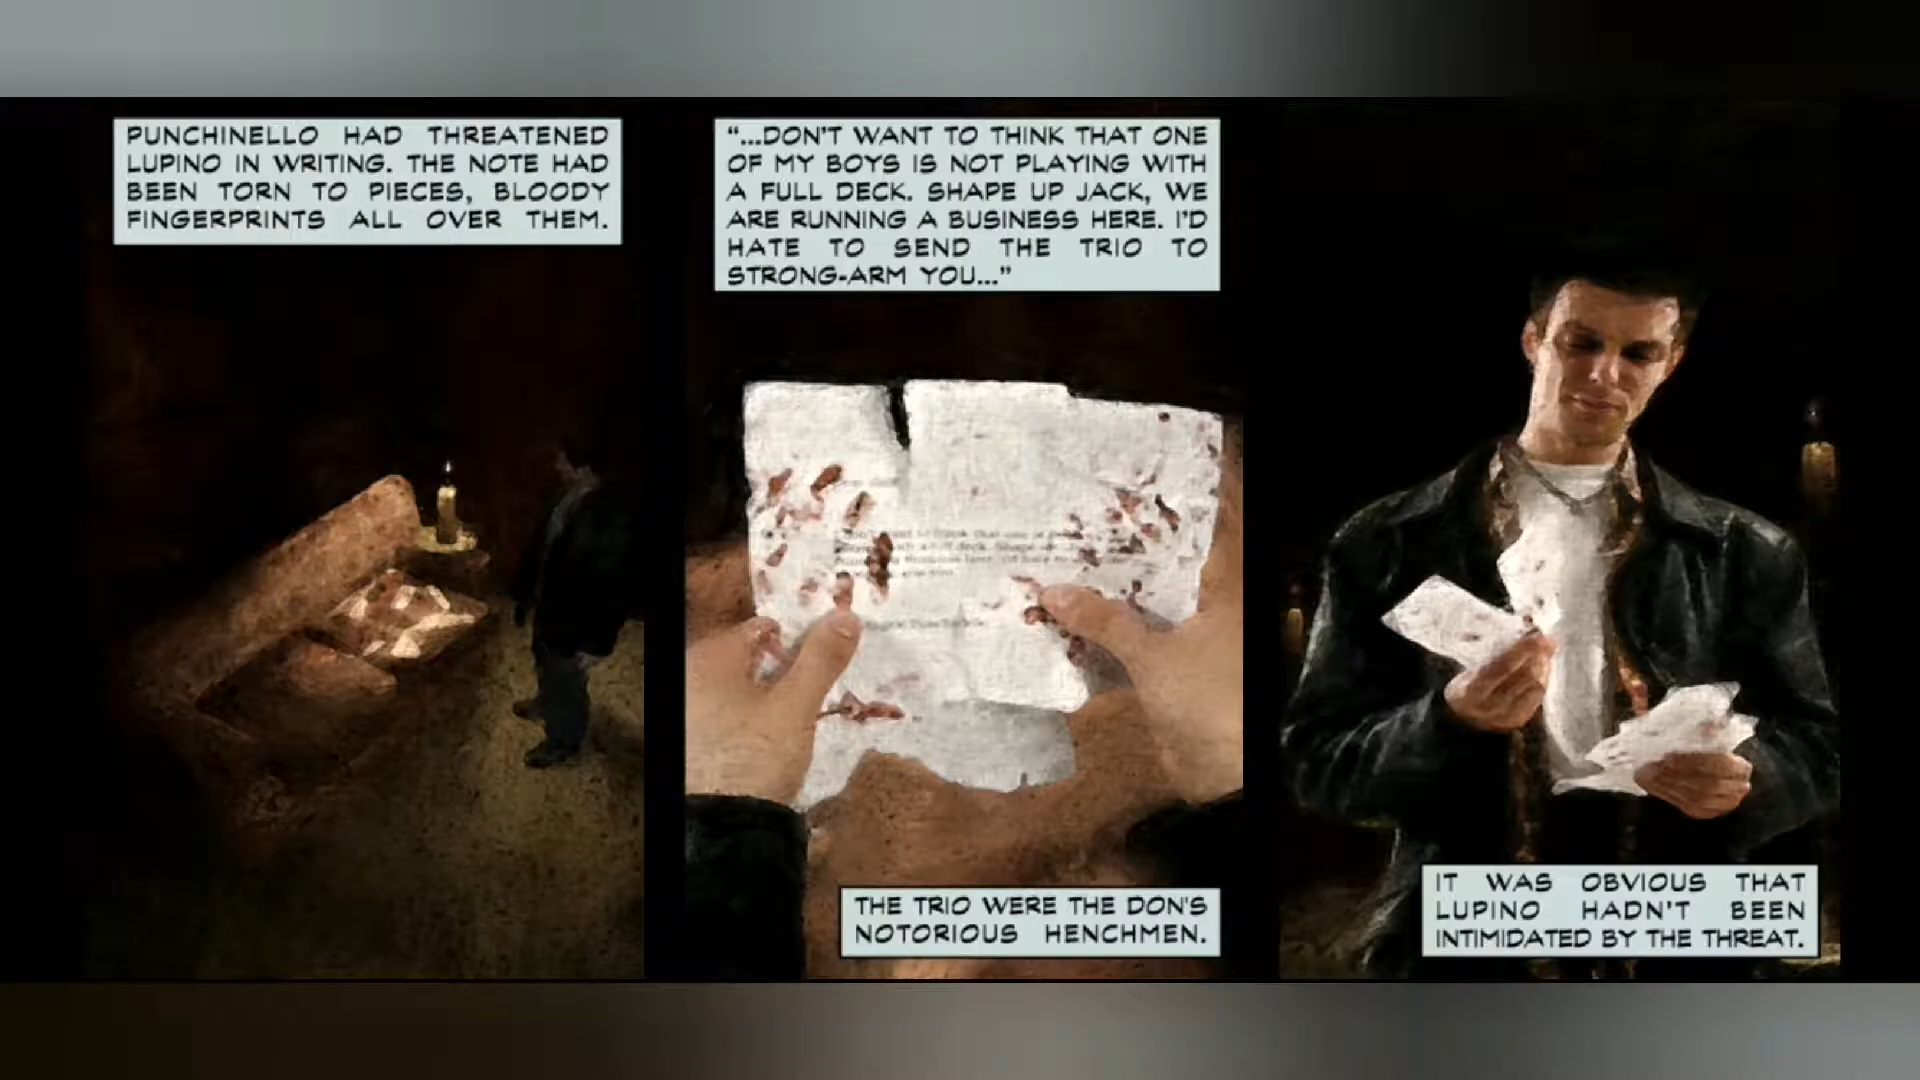 PUNCHINELLO HAD THREATENED
LUPINO IN WRITING. THE NOTE HAD
BEEN TORN TO PIECES, BLOODY
FINGERPRINTS ALL OVER THEM.
"...DON'T WANT TO THINK THAT ONE
OF MY BOYS IS NOT PLAYING WITH
A FULL DECK. SHAPE UP JACK, WE
ARE RUNNING A BUSINESS HERE. I'D
HATE TO SEND THE TRIO TO
STRONG-ARM YOU..."
THE TRIO WERE THE DON'S
NOTORIOUS HENCHMEN.
IT WAS OBVIOUS THAT
LUPINO HADN'T BEEN
INTIMIDATED BY THE THREAT.